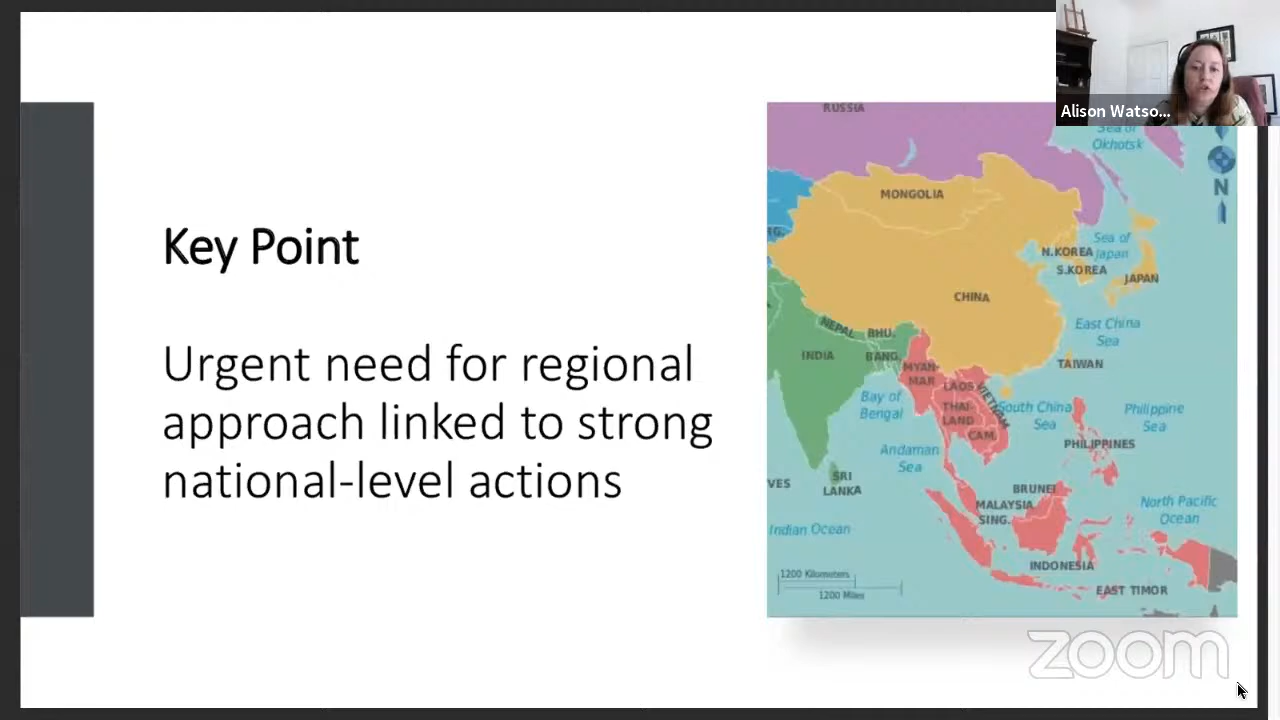 Alison Watso...
Key Point
Urgent need for regional
approach linked to strong
national-level actions
RUSSIA
Sea of
Okhotsk
N
MONGOLIA
RG.
N.KOREA
Sea of
Japan
S.KOREA
JAPAN
CHINA
East China
Sea
NEPAL
BHU.
INDIA
BANG.
TAIWAN
MYAN-
MAR
LAOS
VIETNAM
Bay of
Bengal
THAI-
LAND
South China
Sea
Philippine
Sea
CAM.
PHILIPPINES
Andaman
Sea
SRI
LANKA
VES
BRUNEI
MALAYSIA
SING.
North Pacific
Ocean
Indian Ocean
INDONESIA
1200 Kilometers
1200 Miles
EAST TIMOR
zoom